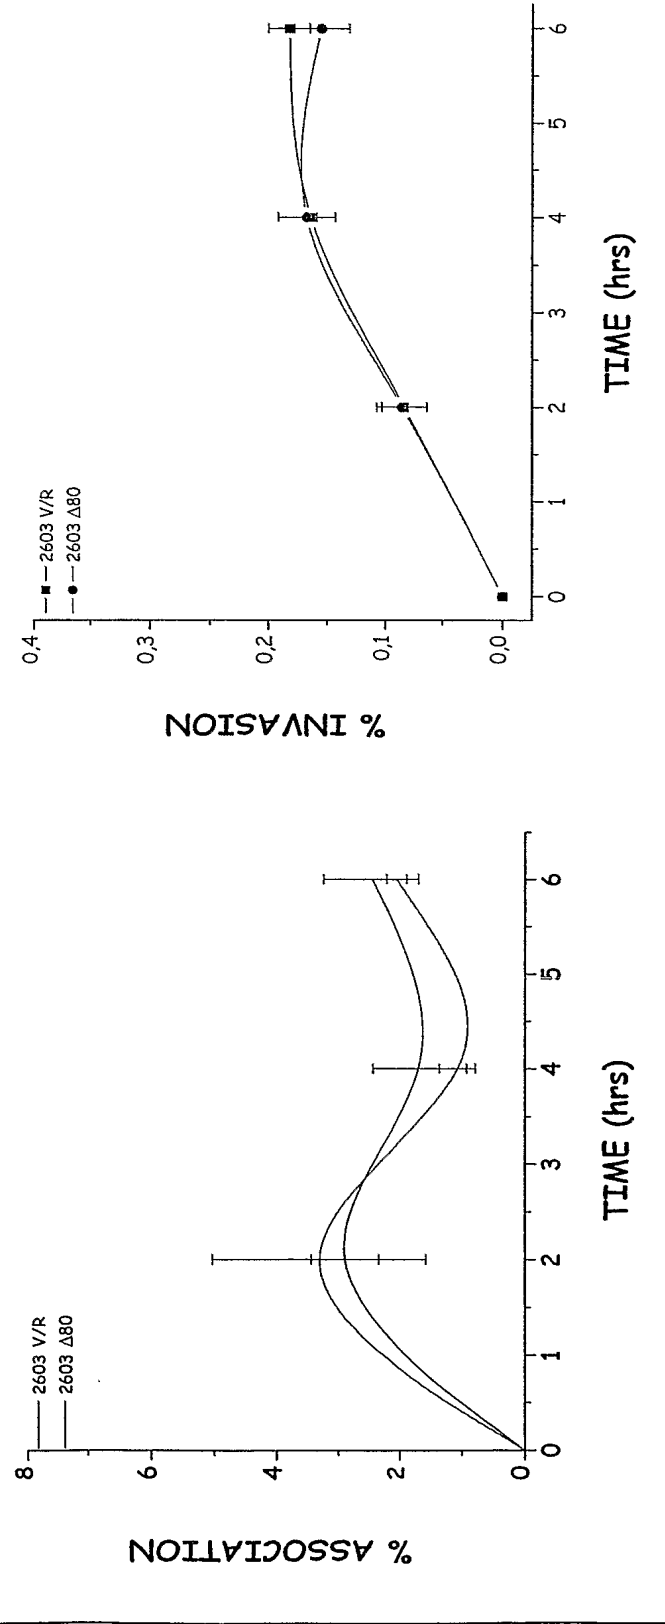 2603 V/R
2603 Δ80
% ASSOCIATION
8
6
4
2
0
0 1 2 3 4 5 6
TIME (hrs)
2603 V/R
2603 Δ80
% INVASION
0,4
0,3
0,2
0,1
0,0
0 1 2 3 4 5 6
TIME (hrs)